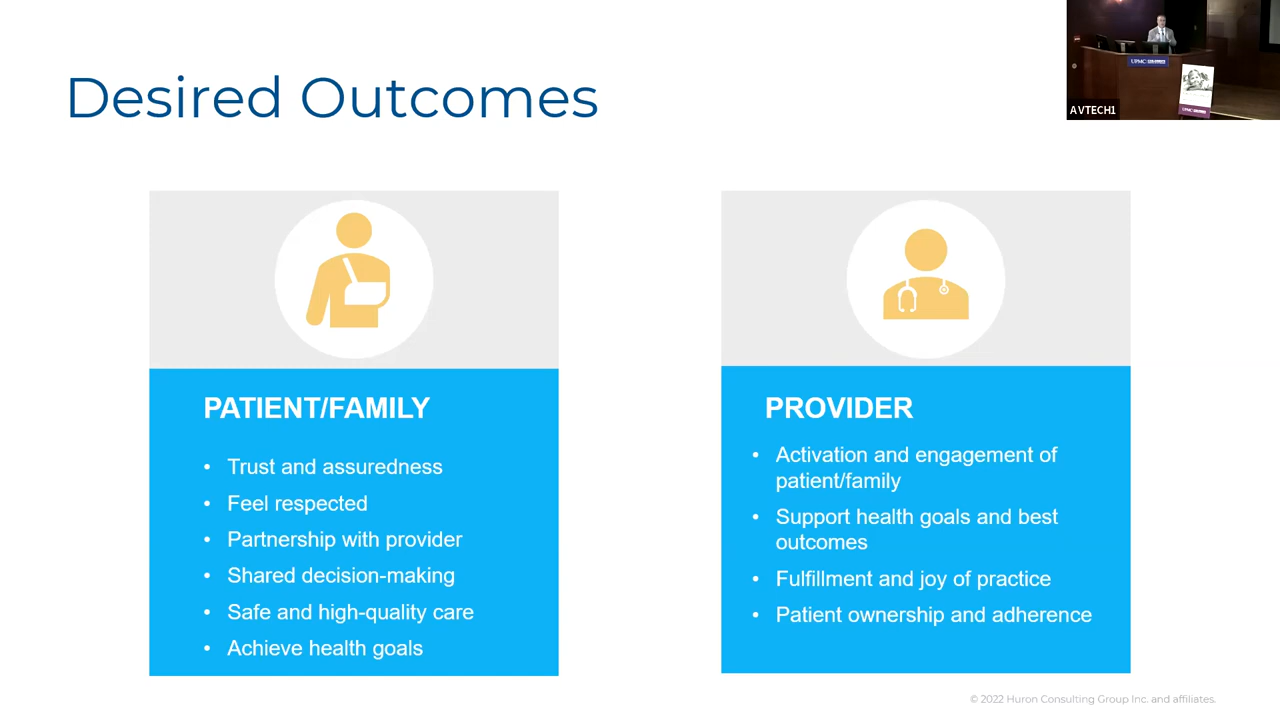 Desired Outcomes
UPMC
AVTECH1
UPMC
PATIENT/FAMILY
• Trust and assuredness
• Feel respected
• Partnership with provider
• Shared decision-making
• Safe and high-quality care
• Achieve health goals
PROVIDER
• Activation and engagement of
patient/family
• Support health goals and best
outcomes
• Fulfillment and joy of practice
• Patient ownership and adherence
© 2022 Huron Consulting Group Inc. and affiliates.